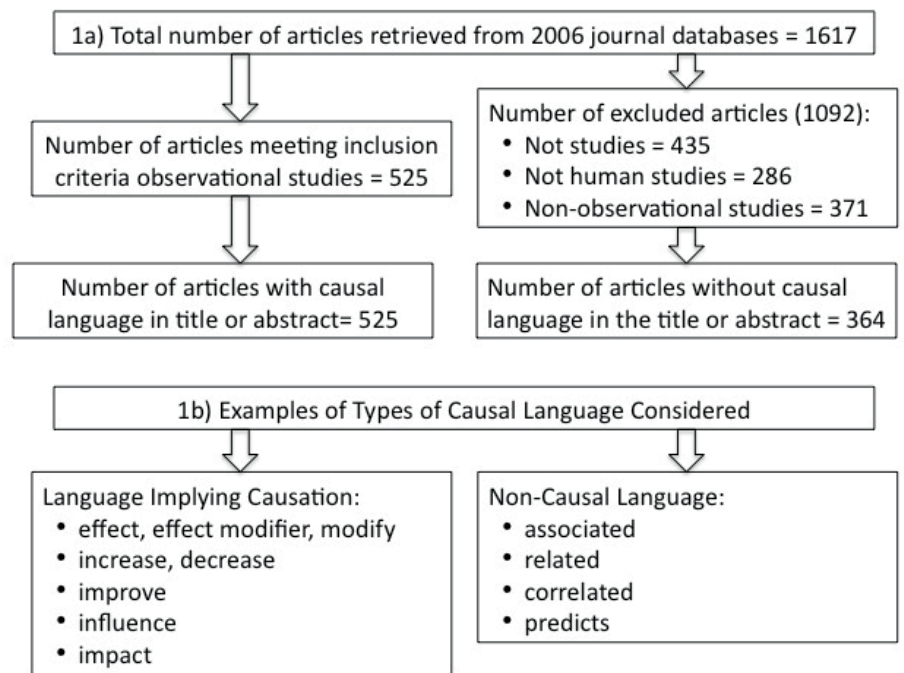 1a) Total number of articles retrieved from 2006 journal databases = 1617
Number of articles meeting inclusion
criteria observational studies = 525
Number of excluded articles (1092):
• Not studies = 435
• Not human studies = 286
• Non-observational studies = 371
Number of articles with causal
language in title or abstract= 525
Number of articles without causal
language in the title or abstract = 364
1b) Examples of Types of Causal Language Considered
Language Implying Causation:
• effect, effect modifier, modify
• increase, decrease
• improve
• influence
• impact
Non-Causal Language:
• associated
• related
• correlated
• predicts